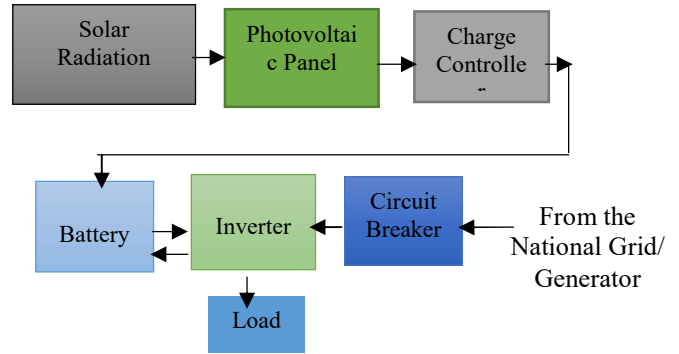 Solar
Radiation
Photovoltai
c Panel
Charge
Controlle
Battery
Inverter
Circuit
Breaker
From the
National Grid/
Generator
Load